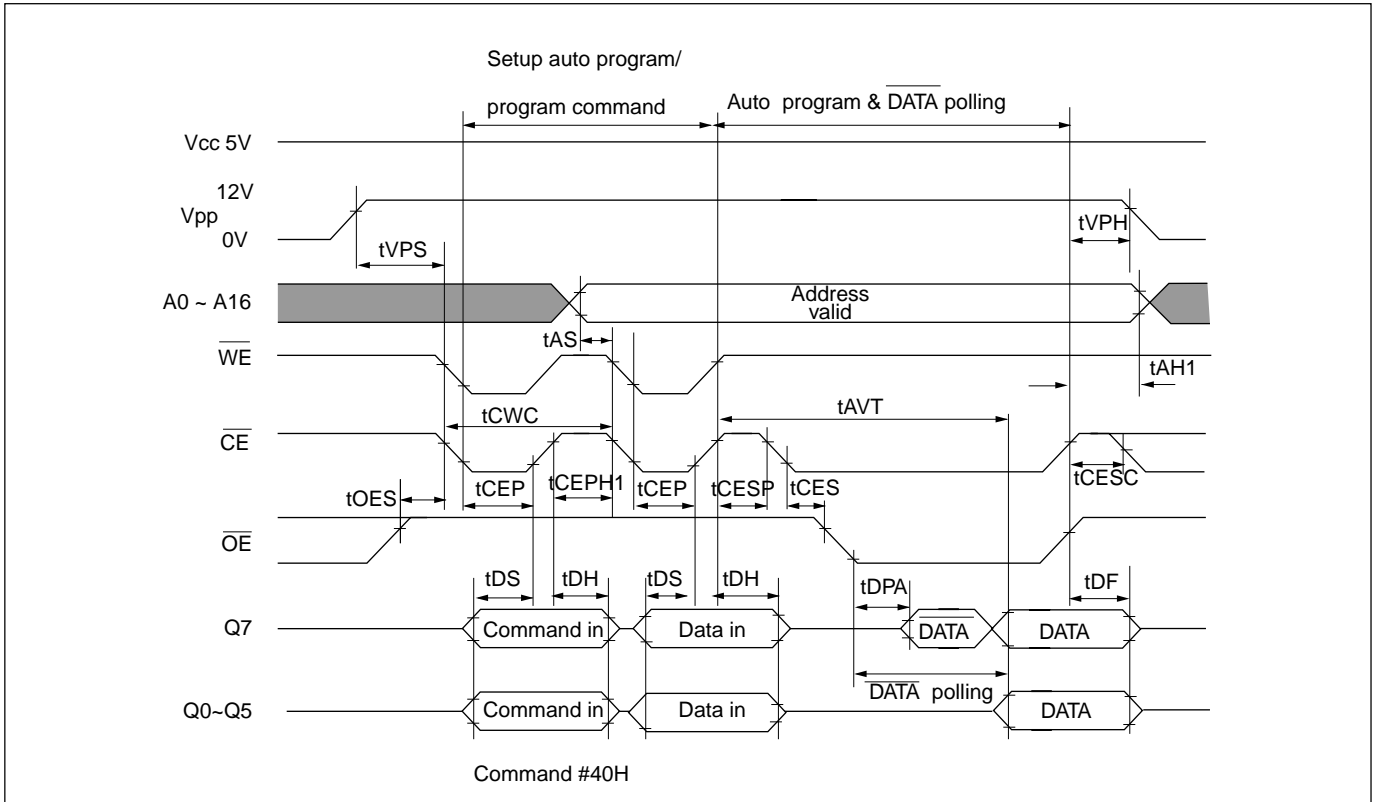 Setup auto program/
program command
Auto program & DATA polling
Vcc 5V
12V
Vpp
0V
tVPS
tVPH
A0 ~ A16
Address
valid
tAS
WE
tAH1
tCWC
tAVT
CE
tOES
tCEP
tCEPH1
tCEP
tCESP
tCES
tCESC
OE
tDS
tDH
tDS
tDH
tDPA
tDF
Q7
Command in
Data in
DATA
DATA
DATA polling
Q0~Q5
Command in
Data in
DATA
Command #40H